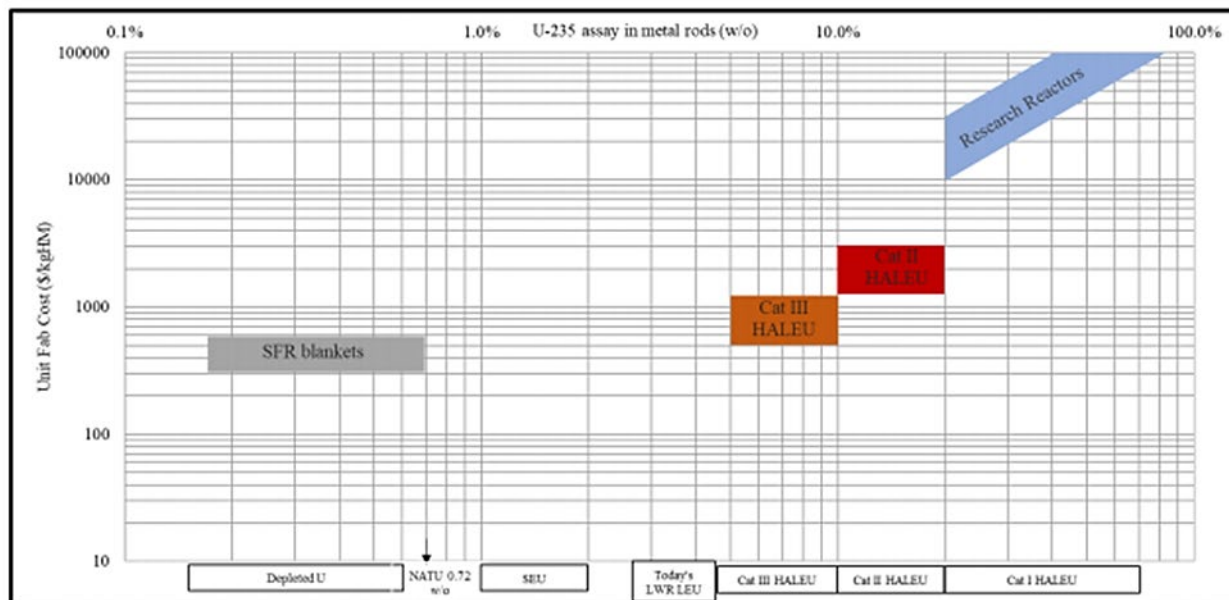 0.1%
1.0%
U-235 assay in metal rods (w/o)
10.0%
100.0%
100000
10000
1000
100
10
Unit Fab Cost ($/kgHM)
Research Reactors
Cat II
HALEU
Cat III
HALEU
SFR blankets
Depleted U
NATU 0.72
w/o
SEU
Today's
LWR LEU
Cat III HALEU
Cat II HALEU
Cat I HALEU